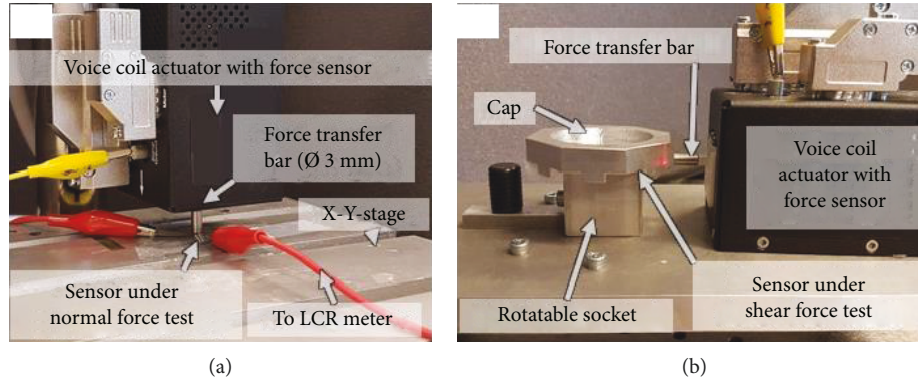 Voice coil actuator with force sensor
Force transfer
bar (Ø 3 mm)
X-Y-stage
Sensor under
normal force test
To LCR meter
(a)
Force transfer bar
Cap
Voice coil
actuator with
force sensor
Rotatable socket
Sensor under
shear force test
(b)